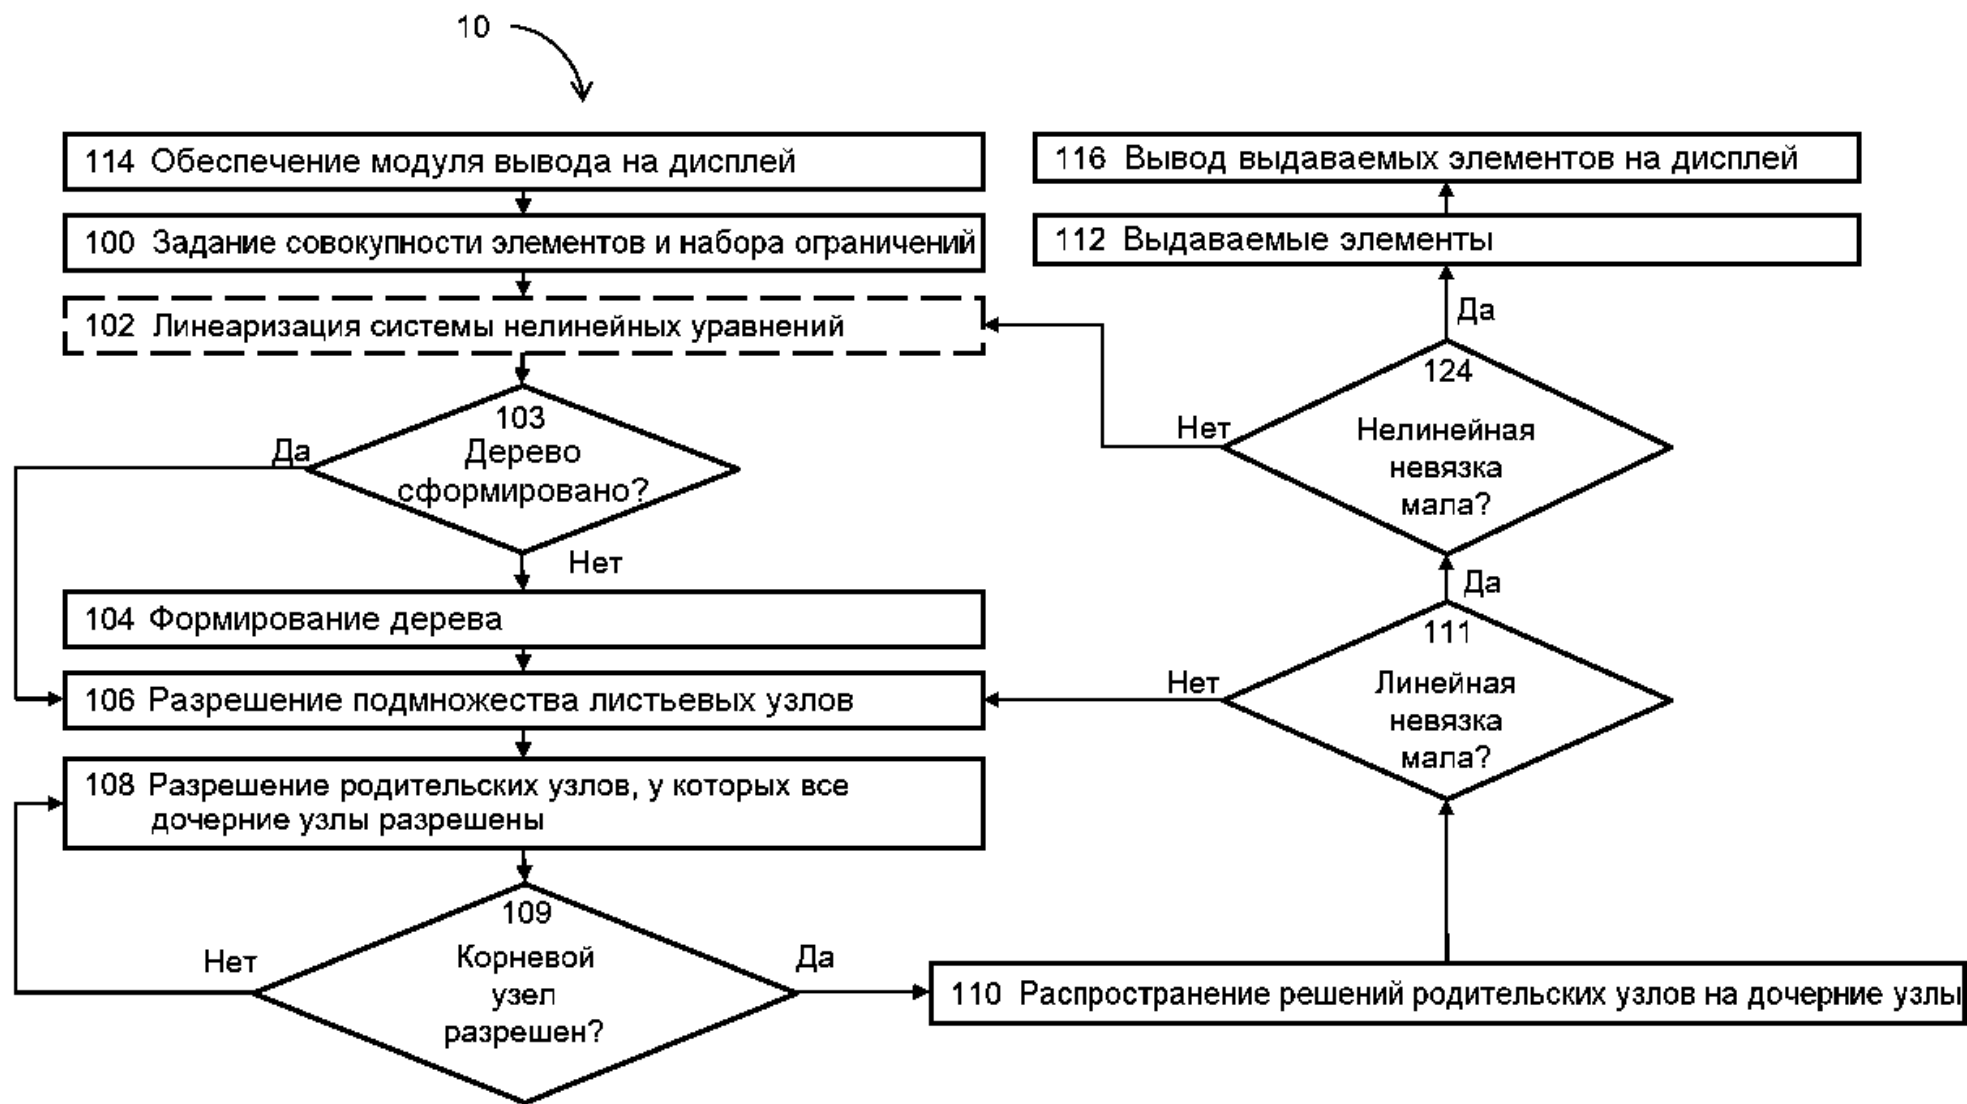 10
114 Обеспечение модуля вывода на дисплей
100 Задание совокупности элементов и набора ограничений
102 Линеаризация системы нелинейных уравнений
103
Дерево
сформировано?
Да
Нет
104 Формирование дерева
106 Разрешение подмножества листьевых узлов
108 Разрешение родительских узлов, у которых все
дочерние узлы разрешены
109
Корневой
узел
разрешен?
Нет
Да
110 Распространение решений родительских узлов на дочерние узлы
111
Линейная
невязка
мала?
Нет
Да
124
Нелинейная
невязка
мала?
Нет
Да
112 Выдаваемые элементы
116 Вывод выдаваемых элементов на дисплей